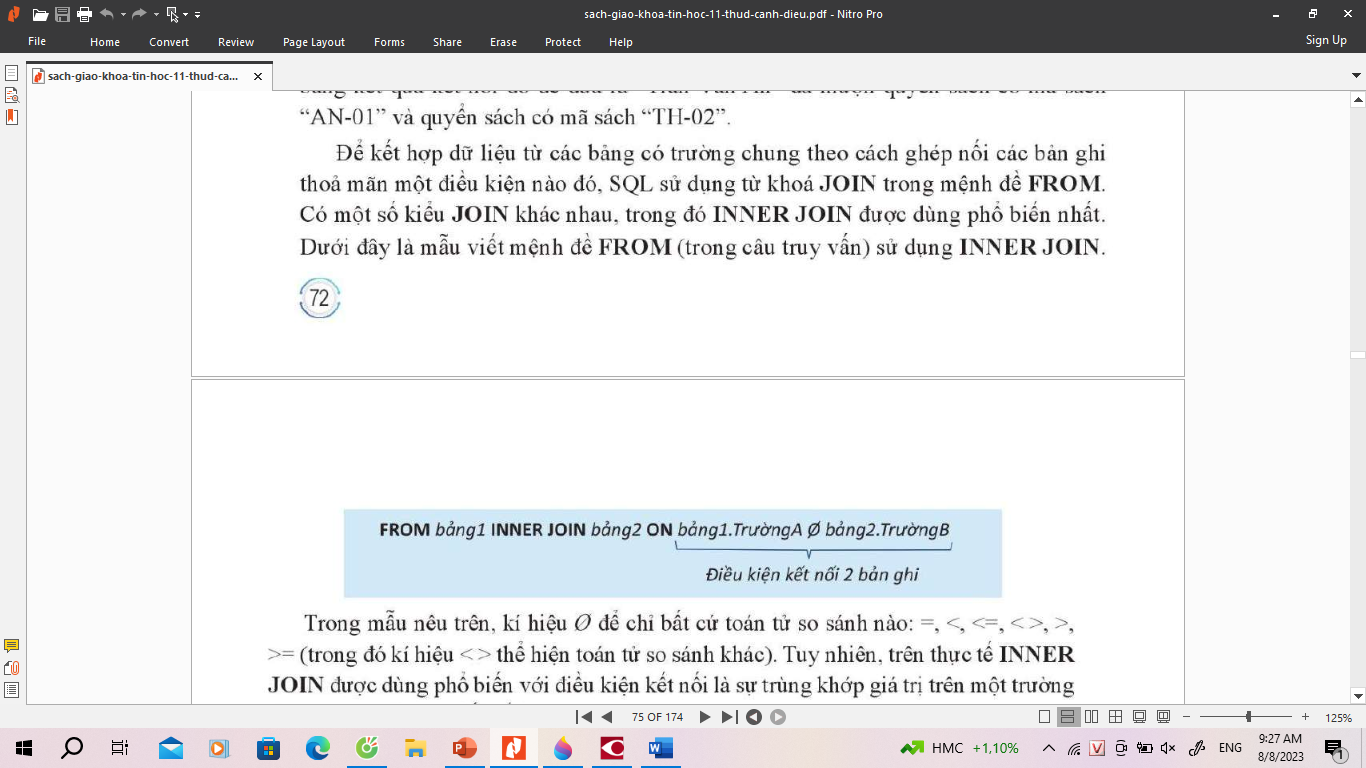 sach-giao-khoa-tin-hoc-11-thud-canh-dieu.pdf - Nitro Pro
File Home Convert Review Page Layout Forms Share Erase Protect Help Sign Up
sach-giao-khoa-tin-hoc-11-thud-ca...
“AN-01” và quyển sách có mã sách “TH-02”.
Để kết hợp dữ liệu từ các bảng có trường chung theo cách ghép nối các bản ghi
thoả mãn một điều kiện nào đó, SQL sử dụng từ khoá JOIN trong mệnh đề FROM.
Có một số kiểu JOIN khác nhau, trong đó INNER JOIN được dùng phổ biến nhất.
Dưới đây là mẫu viết mệnh đề FROM (trong câu truy vấn) sử dụng INNER JOIN.
72
FROM bảng1 INNER JOIN bảng2 ON bảng1.TrườngA Ø bảng2.TrườngB
Điều kiện kết nối 2 bản ghi
Trong mẫu nêu trên, kí hiệu Ø để chỉ bất cứ toán tử so sánh nào: =, <, <=, < >, >,
>= (trong đó kí hiệu < > thể hiện toán tử so sánh khác). Tuy nhiên, trên thực tế INNER
JOIN được dùng phổ biến với điều kiện kết nối là sự trùng khớp giá trị trên một trường
75 OF 174 125%
HMC +1,10% ENG 9:27 AM
8/8/2023